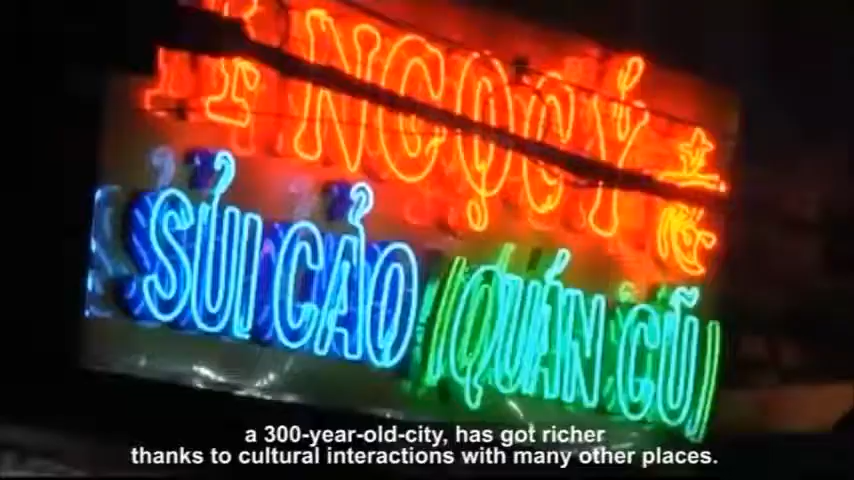 NGỌC Ý 意
SỦI CẢO (QUÁN CŨ)
a 300-year-old-city, has got richer
thanks to cultural interactions with many other places.